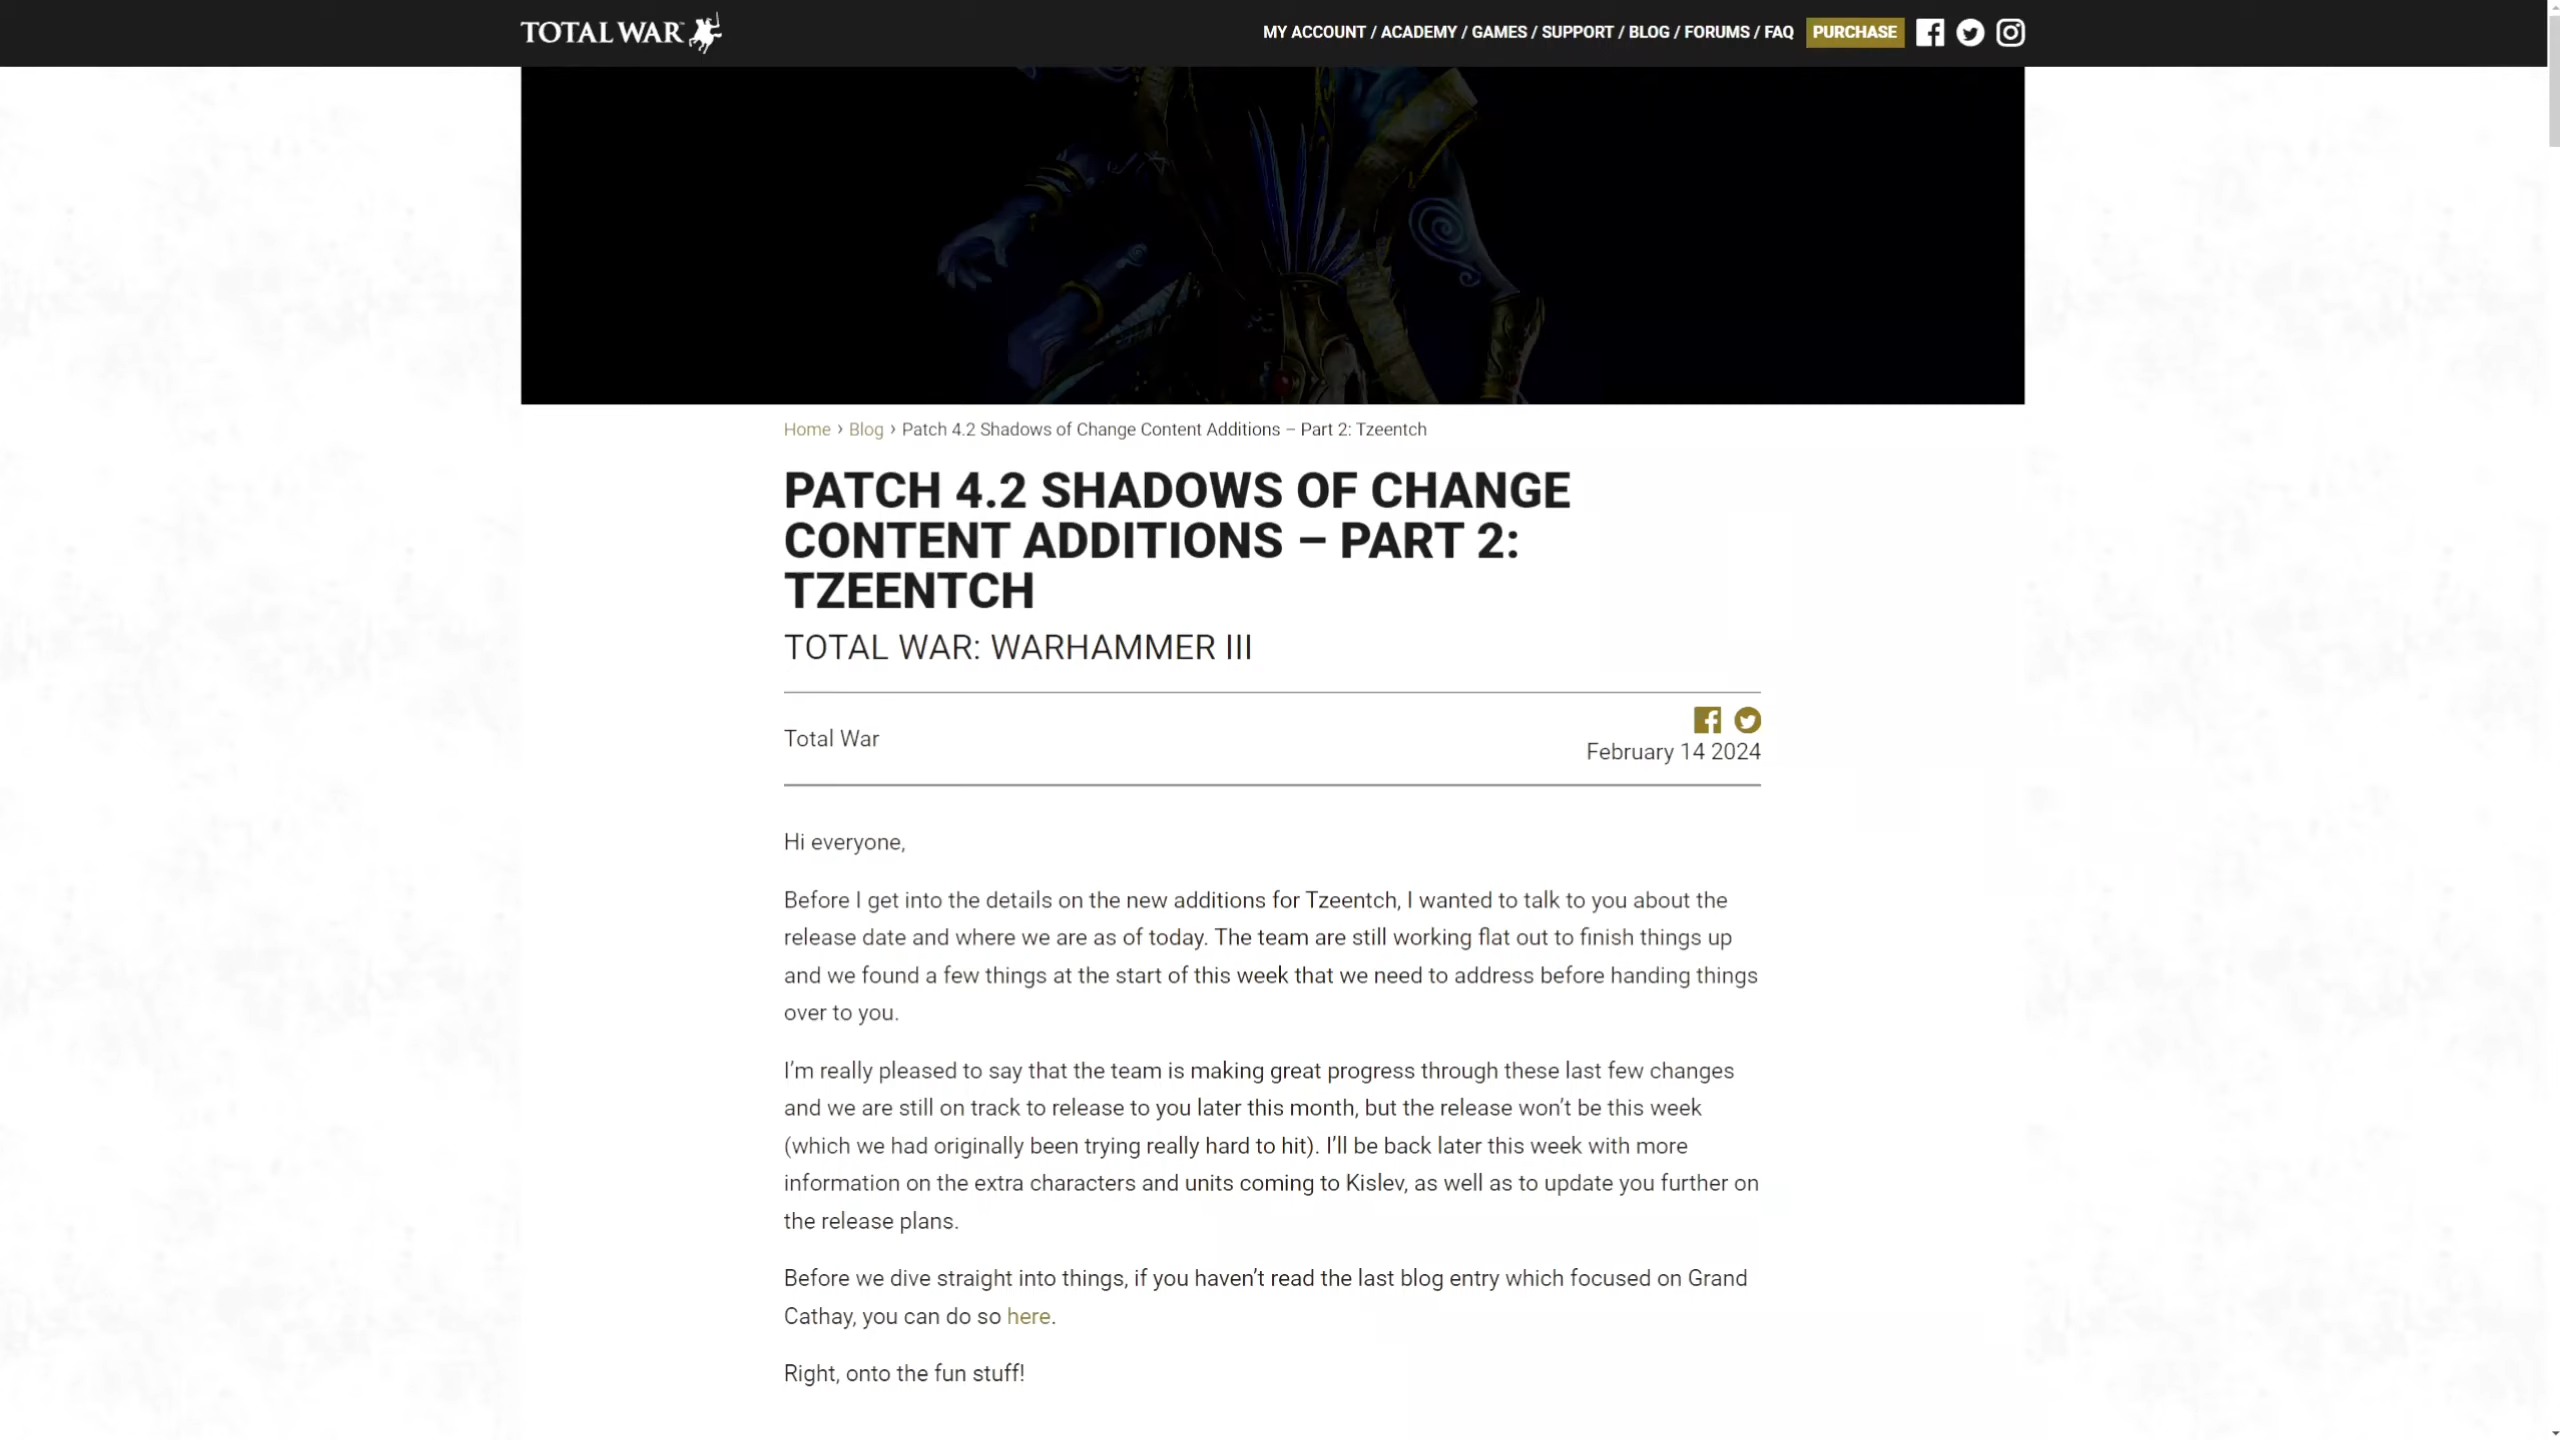 TOTAL WAR
MY ACCOUNT / ACADEMY / GAMES / SUPPORT / BLOG / FORUMS / FAQ PURCHASE
Home › Blog › Patch 4.2 Shadows of Change Content Additions – Part 2: Tzeentch
PATCH 4.2 SHADOWS OF CHANGE
CONTENT ADDITIONS – PART 2:
TZEENTCH
TOTAL WAR: WARHAMMER III
Total War
February 14 2024
Hi everyone,
Before I get into the details on the new additions for Tzeentch, I wanted to talk to you about the
release date and where we are as of today. The team are still working flat out to finish things up
and we found a few things at the start of this week that we need to address before handing things
over to you.
I’m really pleased to say that the team is making great progress through these last few changes
and we are still on track to release to you later this month, but the release won’t be this week
(which we had originally been trying really hard to hit). I’ll be back later this week with more
information on the extra characters and units coming to Kislev, as well as to update you further on
the release plans.
Before we dive straight into things, if you haven’t read the last blog entry which focused on Grand
Cathay, you can do so here.
Right, onto the fun stuff!